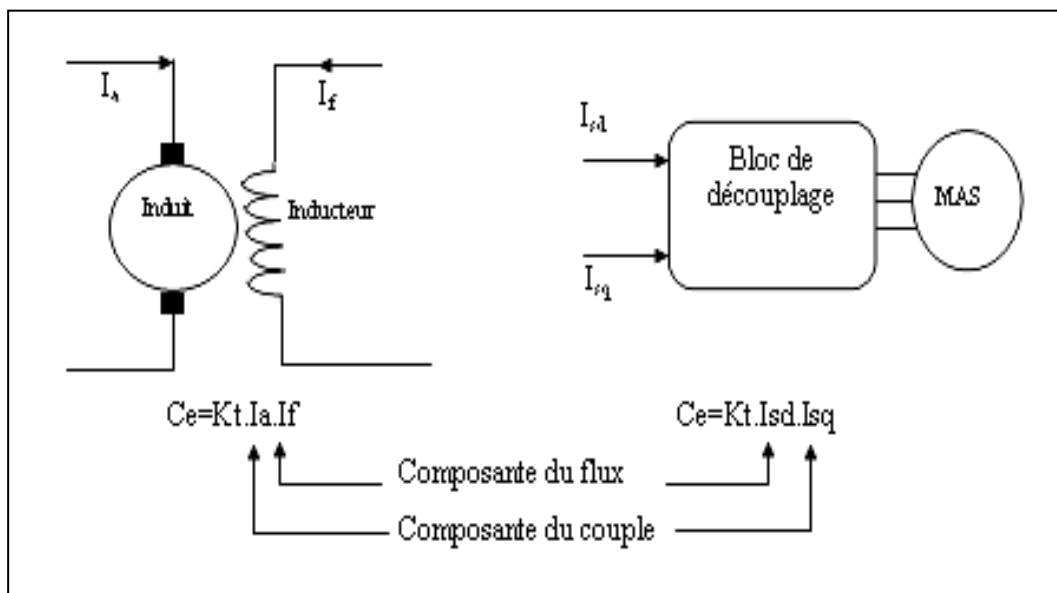 Ia
If
Induit
Inducteur
Isd
Isq
Bloc de
découplage
MAS
Ce=Kt.Ia.If
Ce=Kt.Isd.Isq
Composante du flux
Composante du couple